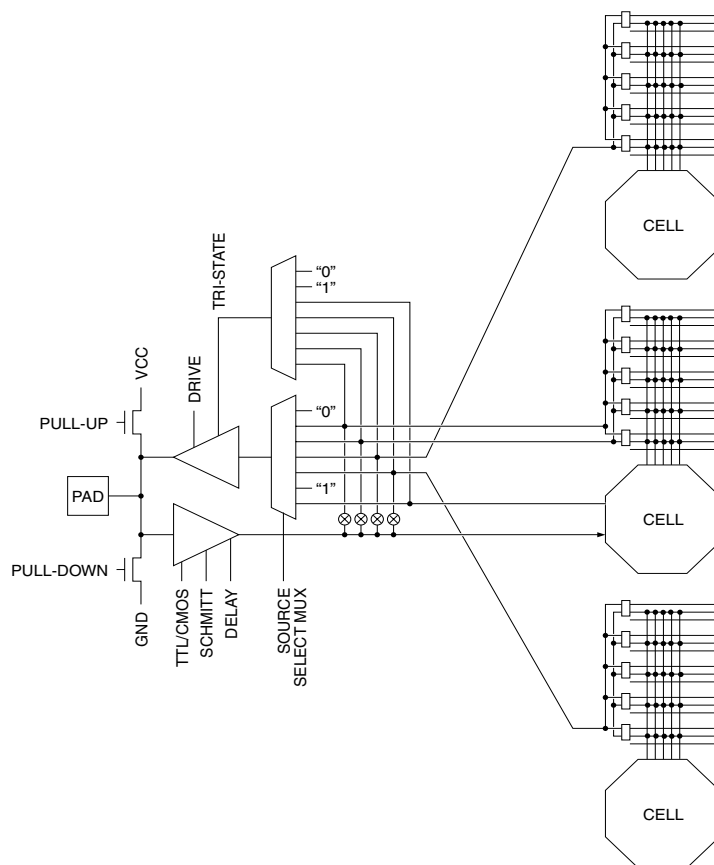 CELL
"0"
"1"
TRI-STATE
VCC
DRIVE
"0"
PULL-UP
PAD
"1"
CELL
PULL-DOWN
GND
TTL/CMOS
SCHMITT
DELAY
SOURCE
SELECT MUX
CELL